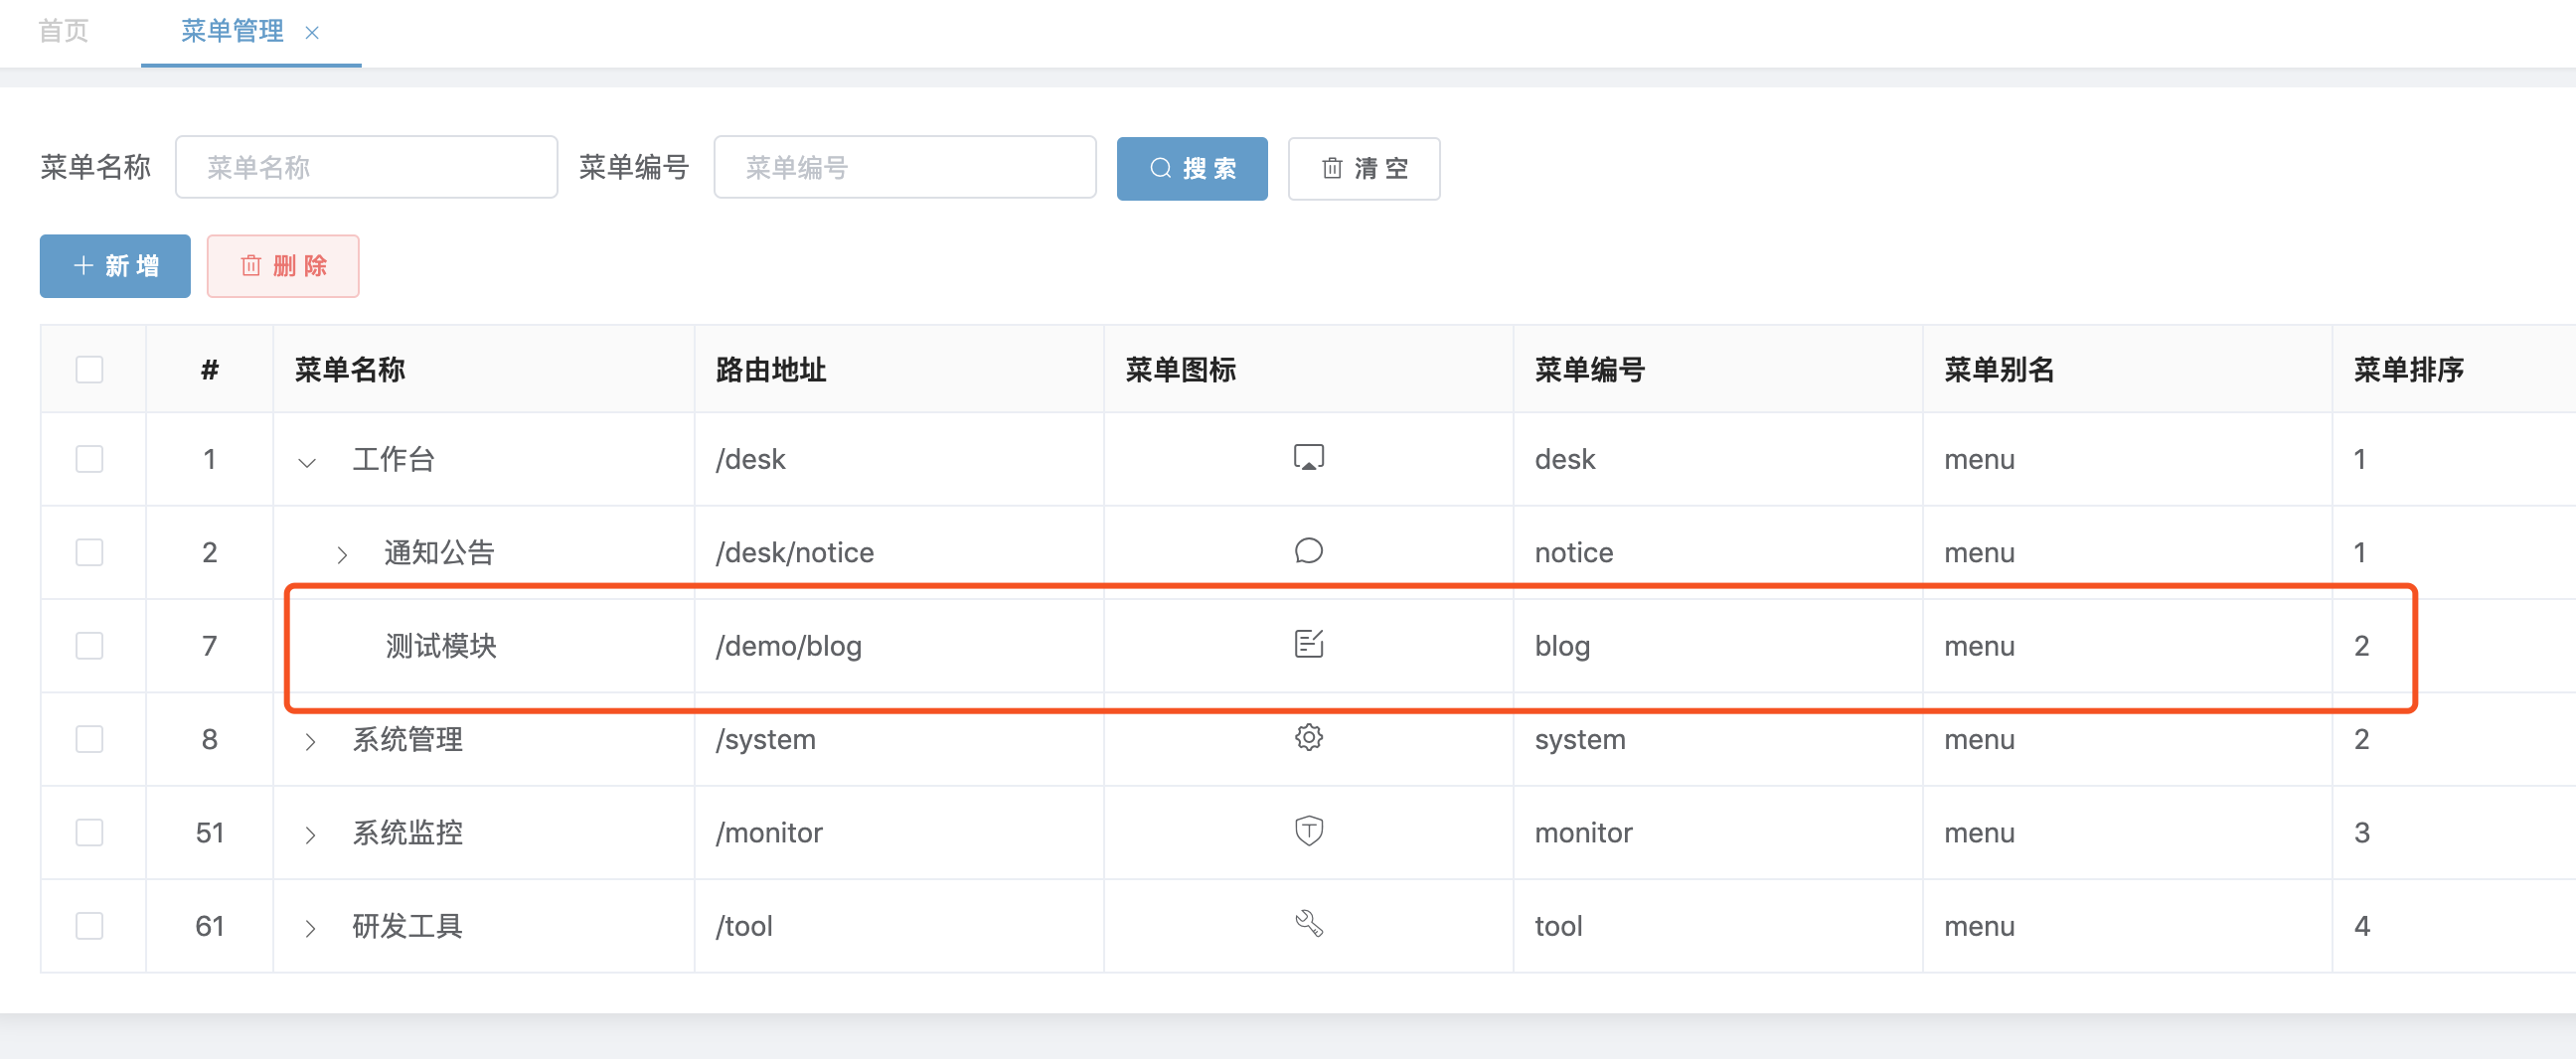 首页 菜单管理 ×
菜单名称 菜单名称 菜单编号 菜单编号 搜 索 清 空
新 增 删 除
# 菜单名称 路由地址 菜单图标 菜单编号 菜单别名 菜单排序
1 工作台 /desk desk menu 1
2 通知公告 /desk/notice notice menu 1
7 测试模块 /demo/blog blog menu 2
8 系统管理 /system system menu 2
51 系统监控 /monitor monitor menu 3
61 研发工具 /tool tool menu 4